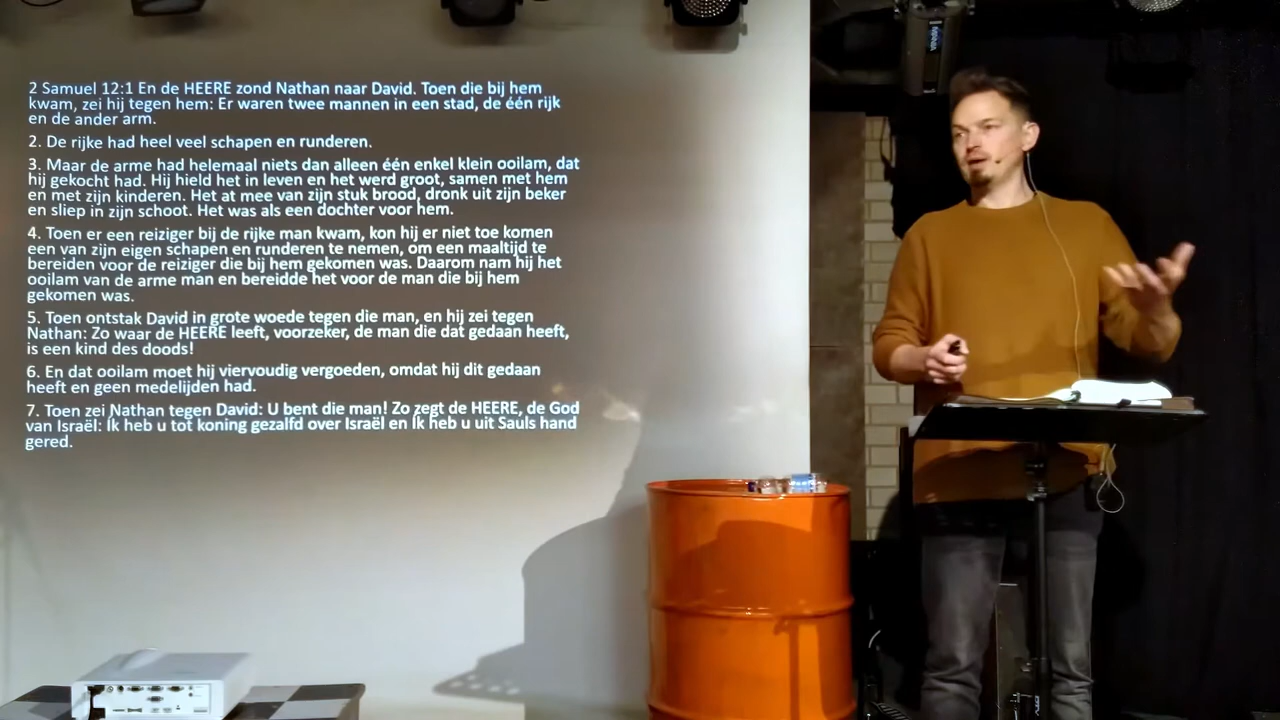 2 Samuel 12:1 En de HEERE zond Nathan naar David. Toen die bij hem
kwam, zei hij tegen hem: Er waren twee mannen in een stad, de één rijk
en de ander arm.
2. De rijke had heel veel schapen en runderen.
3. Maar de arme had helemaal niets dan alleen één enkel klein ooilam, dat
hij gekocht had. Hij hield het in leven en het werd groot, samen met hem
en met zijn kinderen. Het at mee van zijn stuk brood, dronk uit zijn beker
en sliep in zijn schoot. Het was als een dochter voor hem.
4. Toen er een reiziger bij de rijke man kwam, kon hij er niet toe komen
een van zijn eigen schapen en runderen te nemen, om een maaltijd te
bereiden voor de reiziger die bij hem gekomen was. Daarom nam hij het
ooilam van de arme man en bereidde het voor de man die bij hem
gekomen was.
5. Toen ontstak David in grote woede tegen die man, en hij zei tegen
Nathan: Zo waar de HEERE leeft, voorzeker, de man die dat gedaan heeft,
is een kind des doods!
6. En dat ooilam moet hij viervoudig vergoeden, omdat hij dit gedaan
heeft en geen medelijden had.
7. Toen zei Nathan tegen David: U bent die man! Zo zegt de HEERE, de God
van Israël: Ík heb u tot koning gezalfd over Israël en Ík heb u uit Sauls hand
gered.